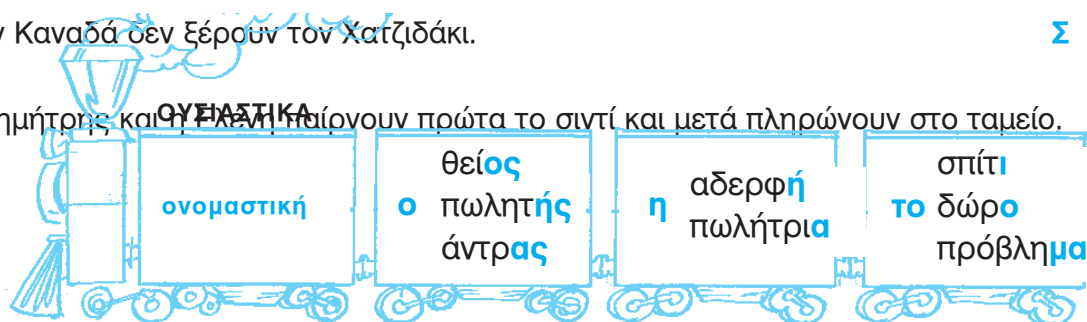 Καναδά δεν ξέρουν τον Χατζιδάκι. Σ
ημήτρης και η Ελένη παίρνουν πρώτα το σιντί και μετά πληρώνουν στο ταμείο.
ΟΥΣΙΑΣΤΙΚΑ
ονομαστική
ο θείος
πωλητής
άντρας
η αδερφή
πωλήτρια
το σπίτι
δώρο
πρόβλημα